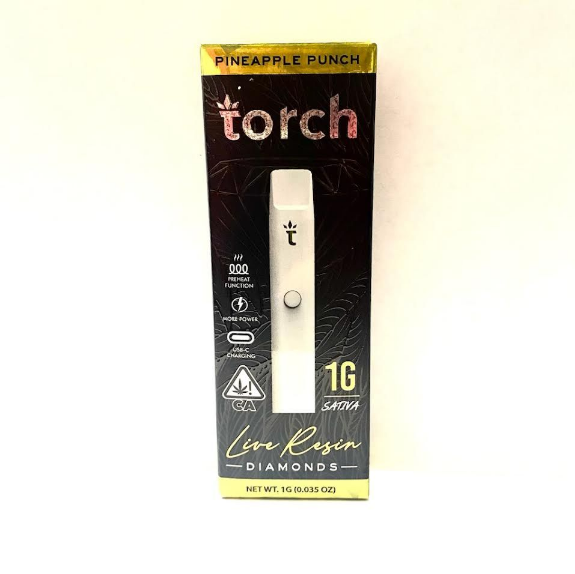 PINEAPPLE PUNCH
torch
t
PREHEAT
FUNCTION
MORE POWER
USB-C
CHARGING
!
CA
1G
SATIVA
Live Resin
DIAMONDS
NET WT. 1G (0.035 OZ)